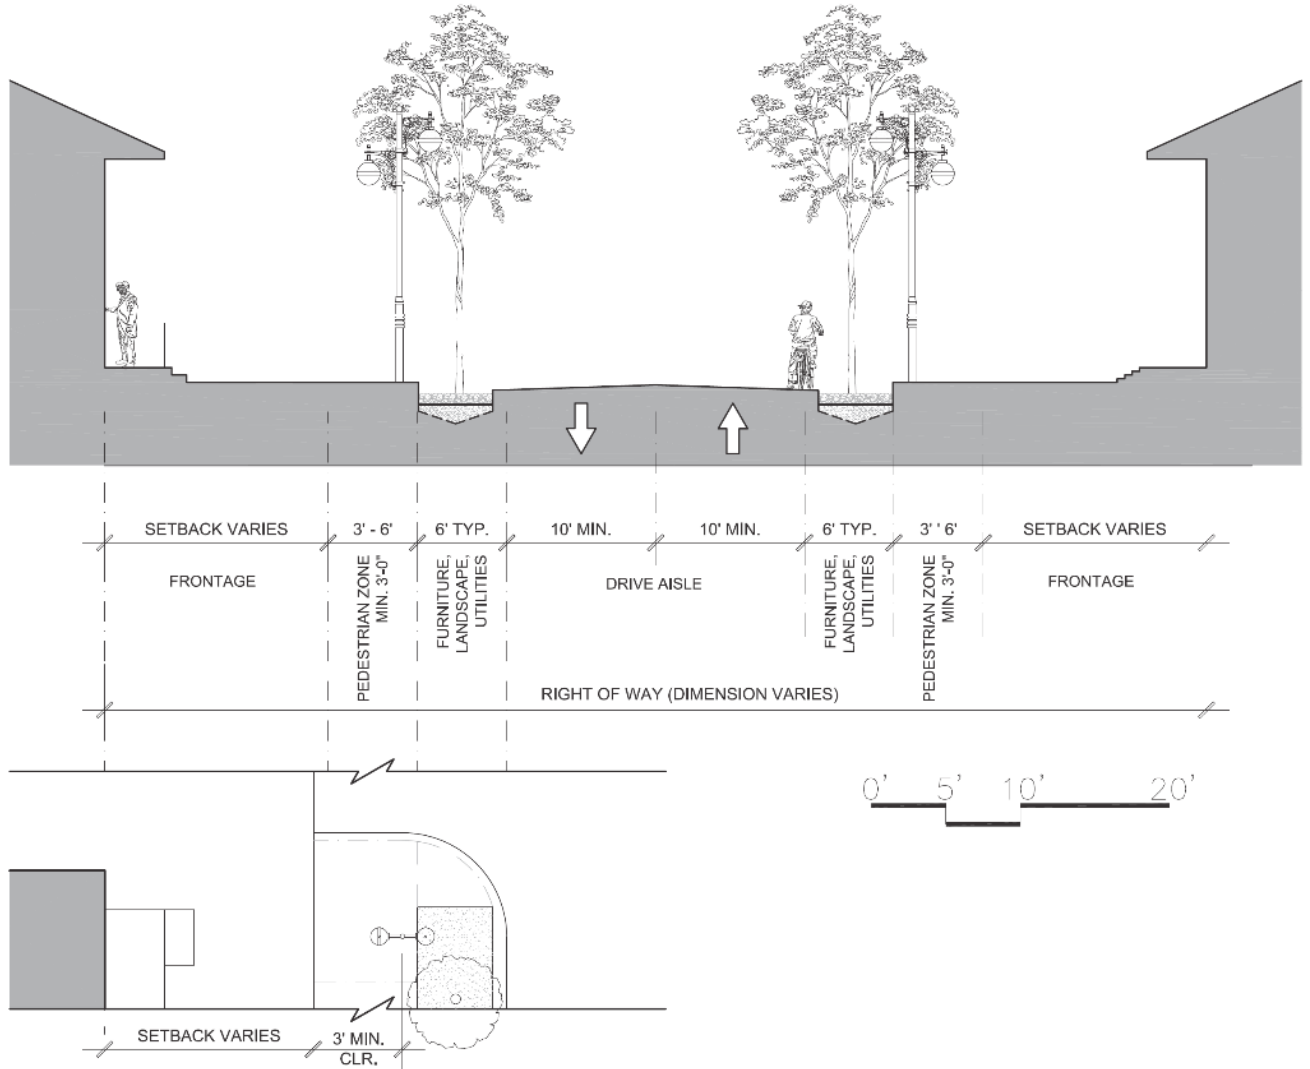 SETBACK VARIES
3' - 6'
6' TYP.
10' MIN.
10' MIN.
6' TYP.
3' ' 6'
SETBACK VARIES
FRONTAGE
PEDESTRIAN ZONE
MIN. 3'-0"
FURNITURE,
LANDSCAPE,
UTILITIES
DRIVE AISLE
FURNITURE,
LANDSCAPE,
UTILITIES
PEDESTRIAN ZONE
MIN. 3'-0"
FRONTAGE
RIGHT OF WAY (DIMENSION VARIES)
0' 5' 10' 20'
SETBACK VARIES
3' MIN.
CLR.